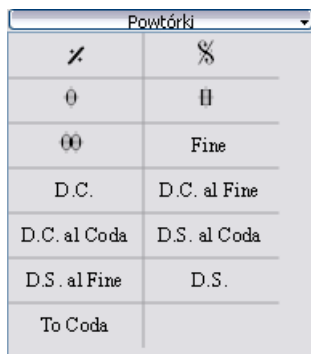 Powtórki
Fine
D.C. D.C. al Fine
D.C. al Coda D.S. al Coda
D.S. al Fine D.S.
To Coda